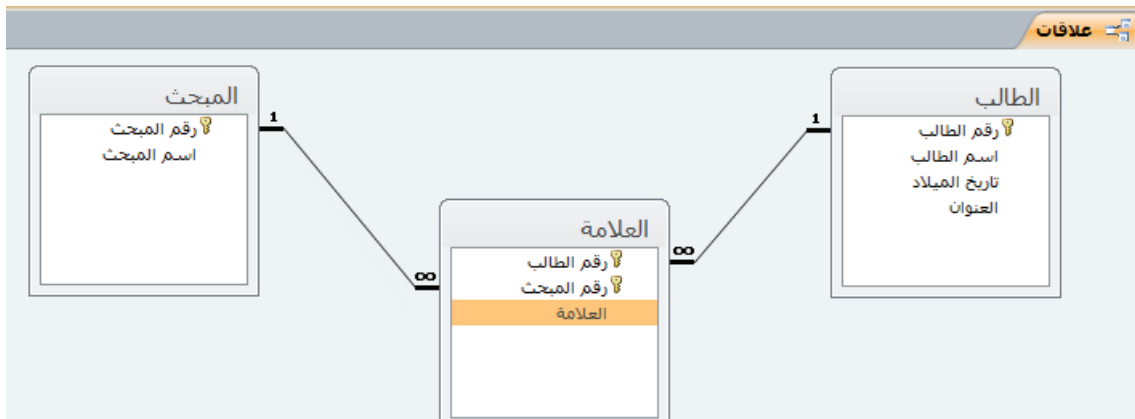 علاقات
الطالب
رقم الطالب
اسم الطالب
تاريخ الميلاد
العنوان
1
∞
العلامة
رقم الطالب
رقم المبحث
العلامة
∞
1
المبحث
رقم المبحث
اسم المبحث